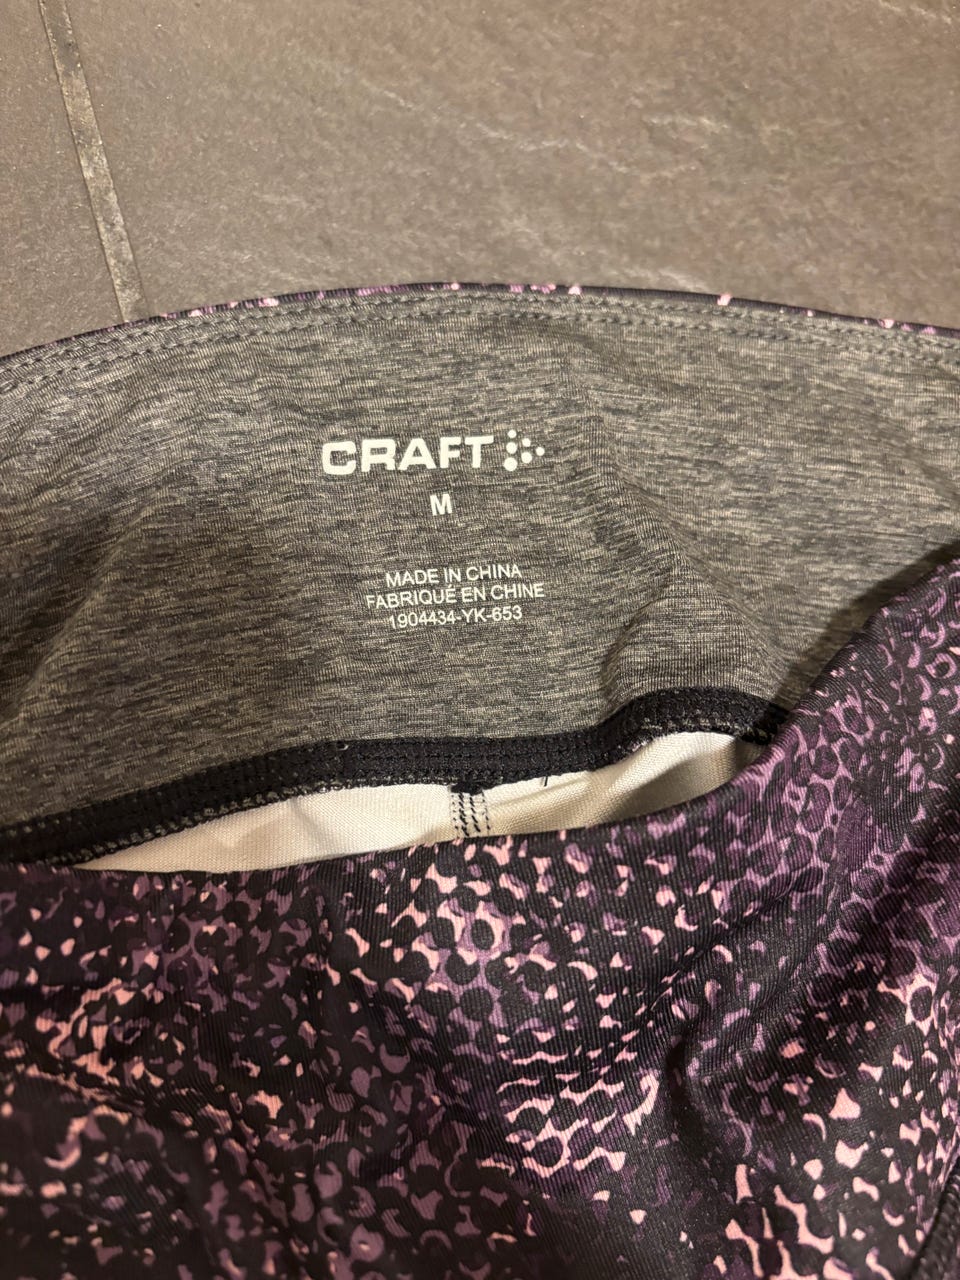 CRAFT
M
MADE IN CHINA
FABRIQUÉ EN CHINE
1904434-YK-653